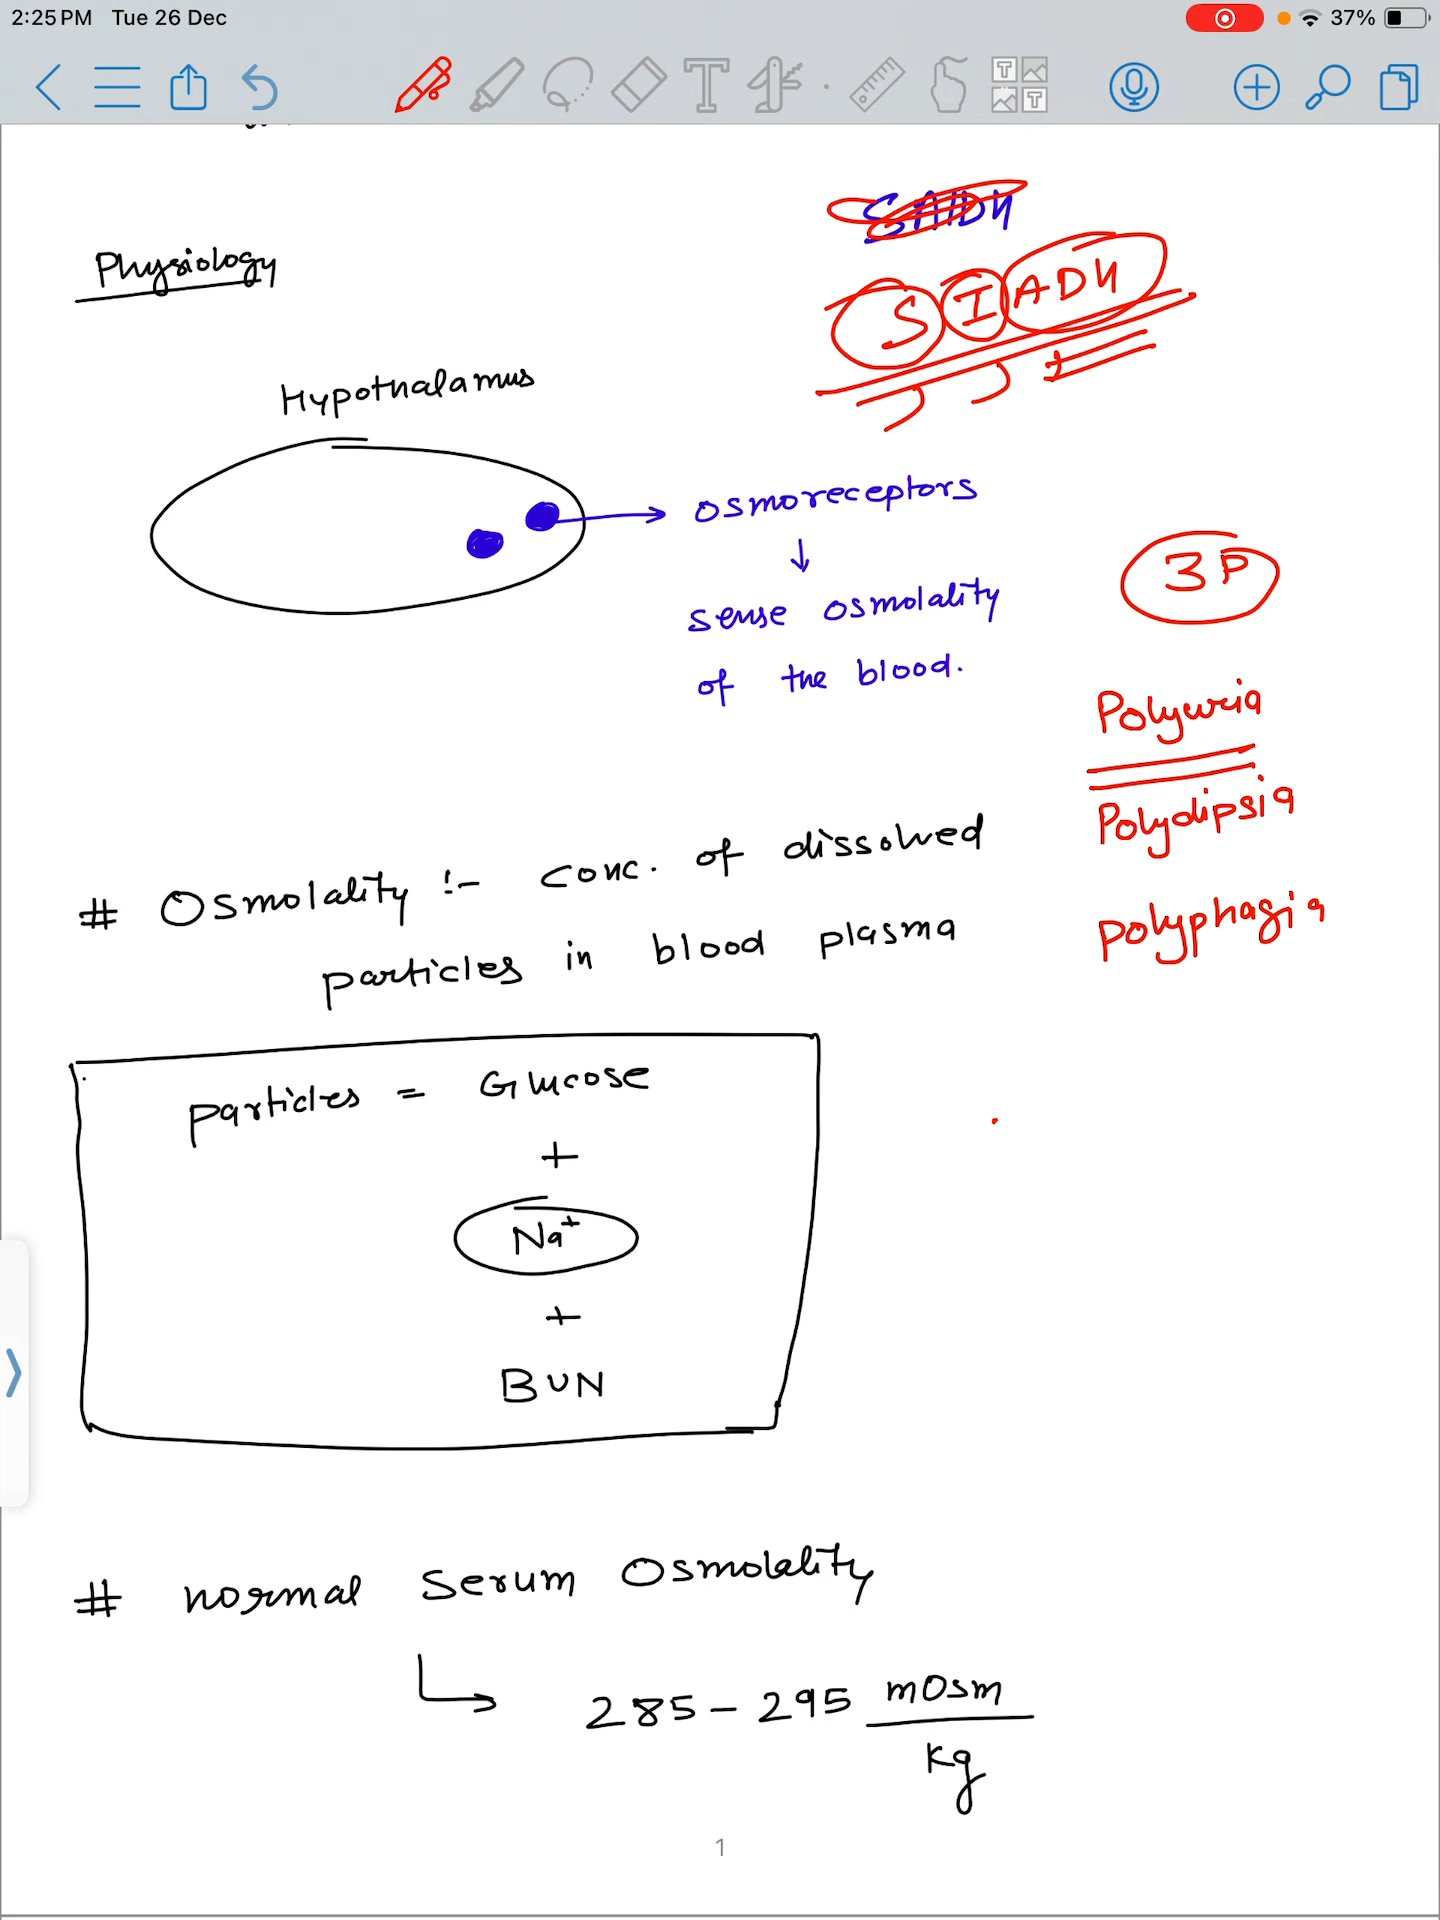 2:25 PM Tue 26 Dec
37%
Physiology
SIADH
Hypothalamus
Osmoreceptors
↓
sense osmolality
of the blood.
3P
Polyuria
Polydipsia
Polyphagia
# Osmolality :- conc. of dissolved
particles in blood plasma
Particles = Glucose
+
Na⁺
+
BUN
# normal serum Osmolality
285 - 295 mOsm
kg
1